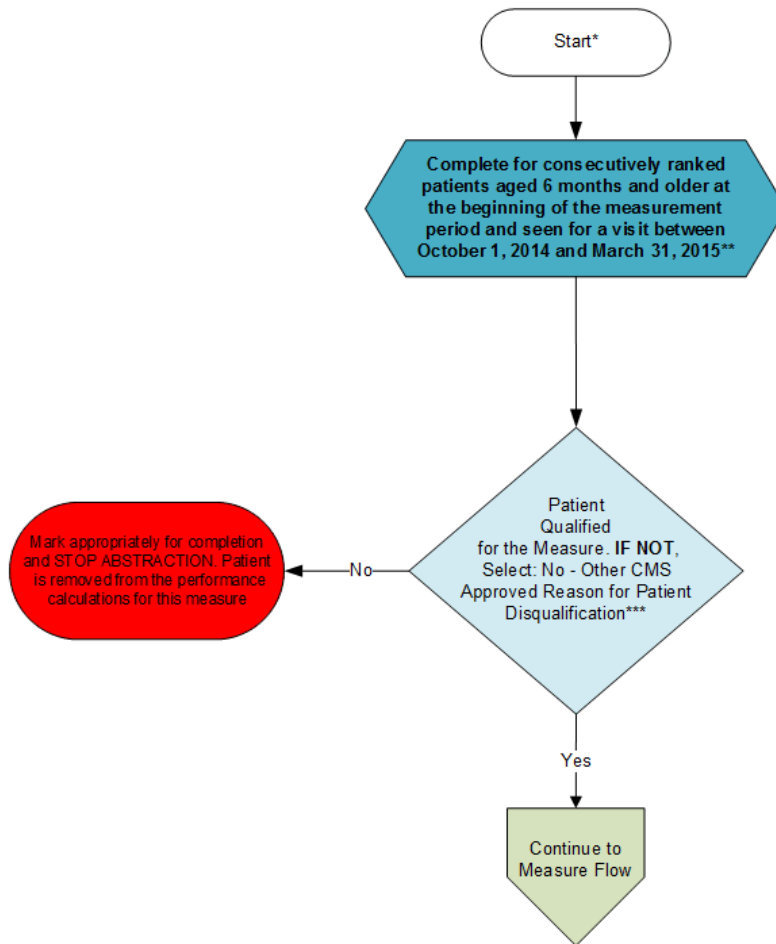 Start*
Complete for consecutively ranked
patients aged 6 months and older at
the beginning of the measurement
period and seen for a visit between
October 1, 2014 and March 31, 2015**
Patient
Qualified
for the Measure. IF NOT,
Select: No - Other CMS
Approved Reason for Patient
Disqualification***
No
Mark appropriately for completion
and STOP ABSTRACTION. Patient
is removed from the performance
calculations for this measure
Yes
Continue to
Measure Flow